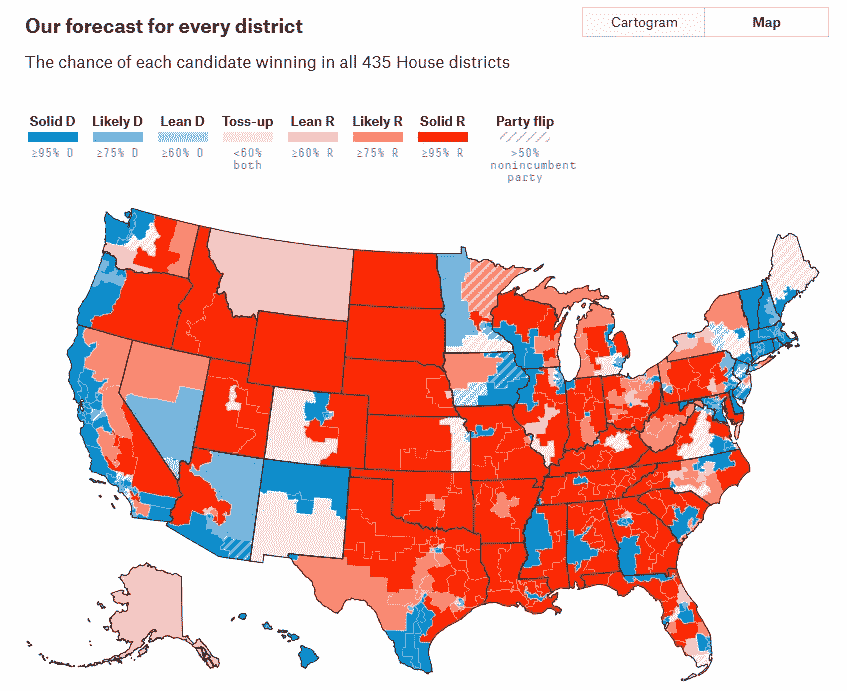 Our forecast for every district
Cartogram
Map
The chance of each candidate winning in all 435 House districts
Solid D Likely D Lean D Toss-up Lean R Likely R Solid R Party flip
≥95% D ≥75% D ≥60% D <60% ≥60% R ≥75% R ≥95% R >50%
both nonincumbent
party